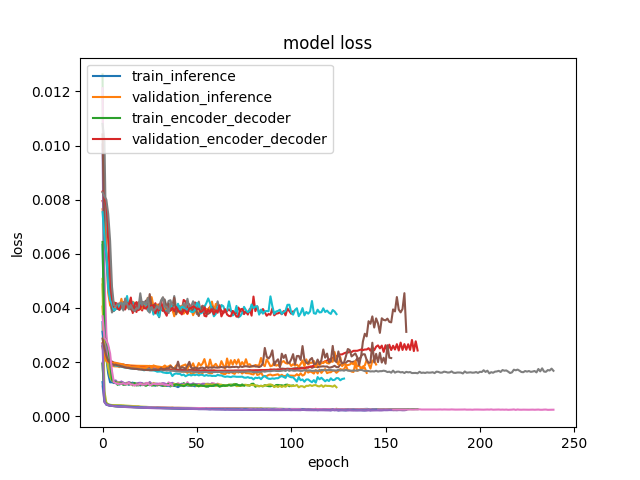 model loss
train_inference
validation_inference
train_encoder_decoder
validation_encoder_decoder
0.012
0.010
0.008
0.006
0.004
0.002
0.000
loss
0 50 100 150 200 250
epoch